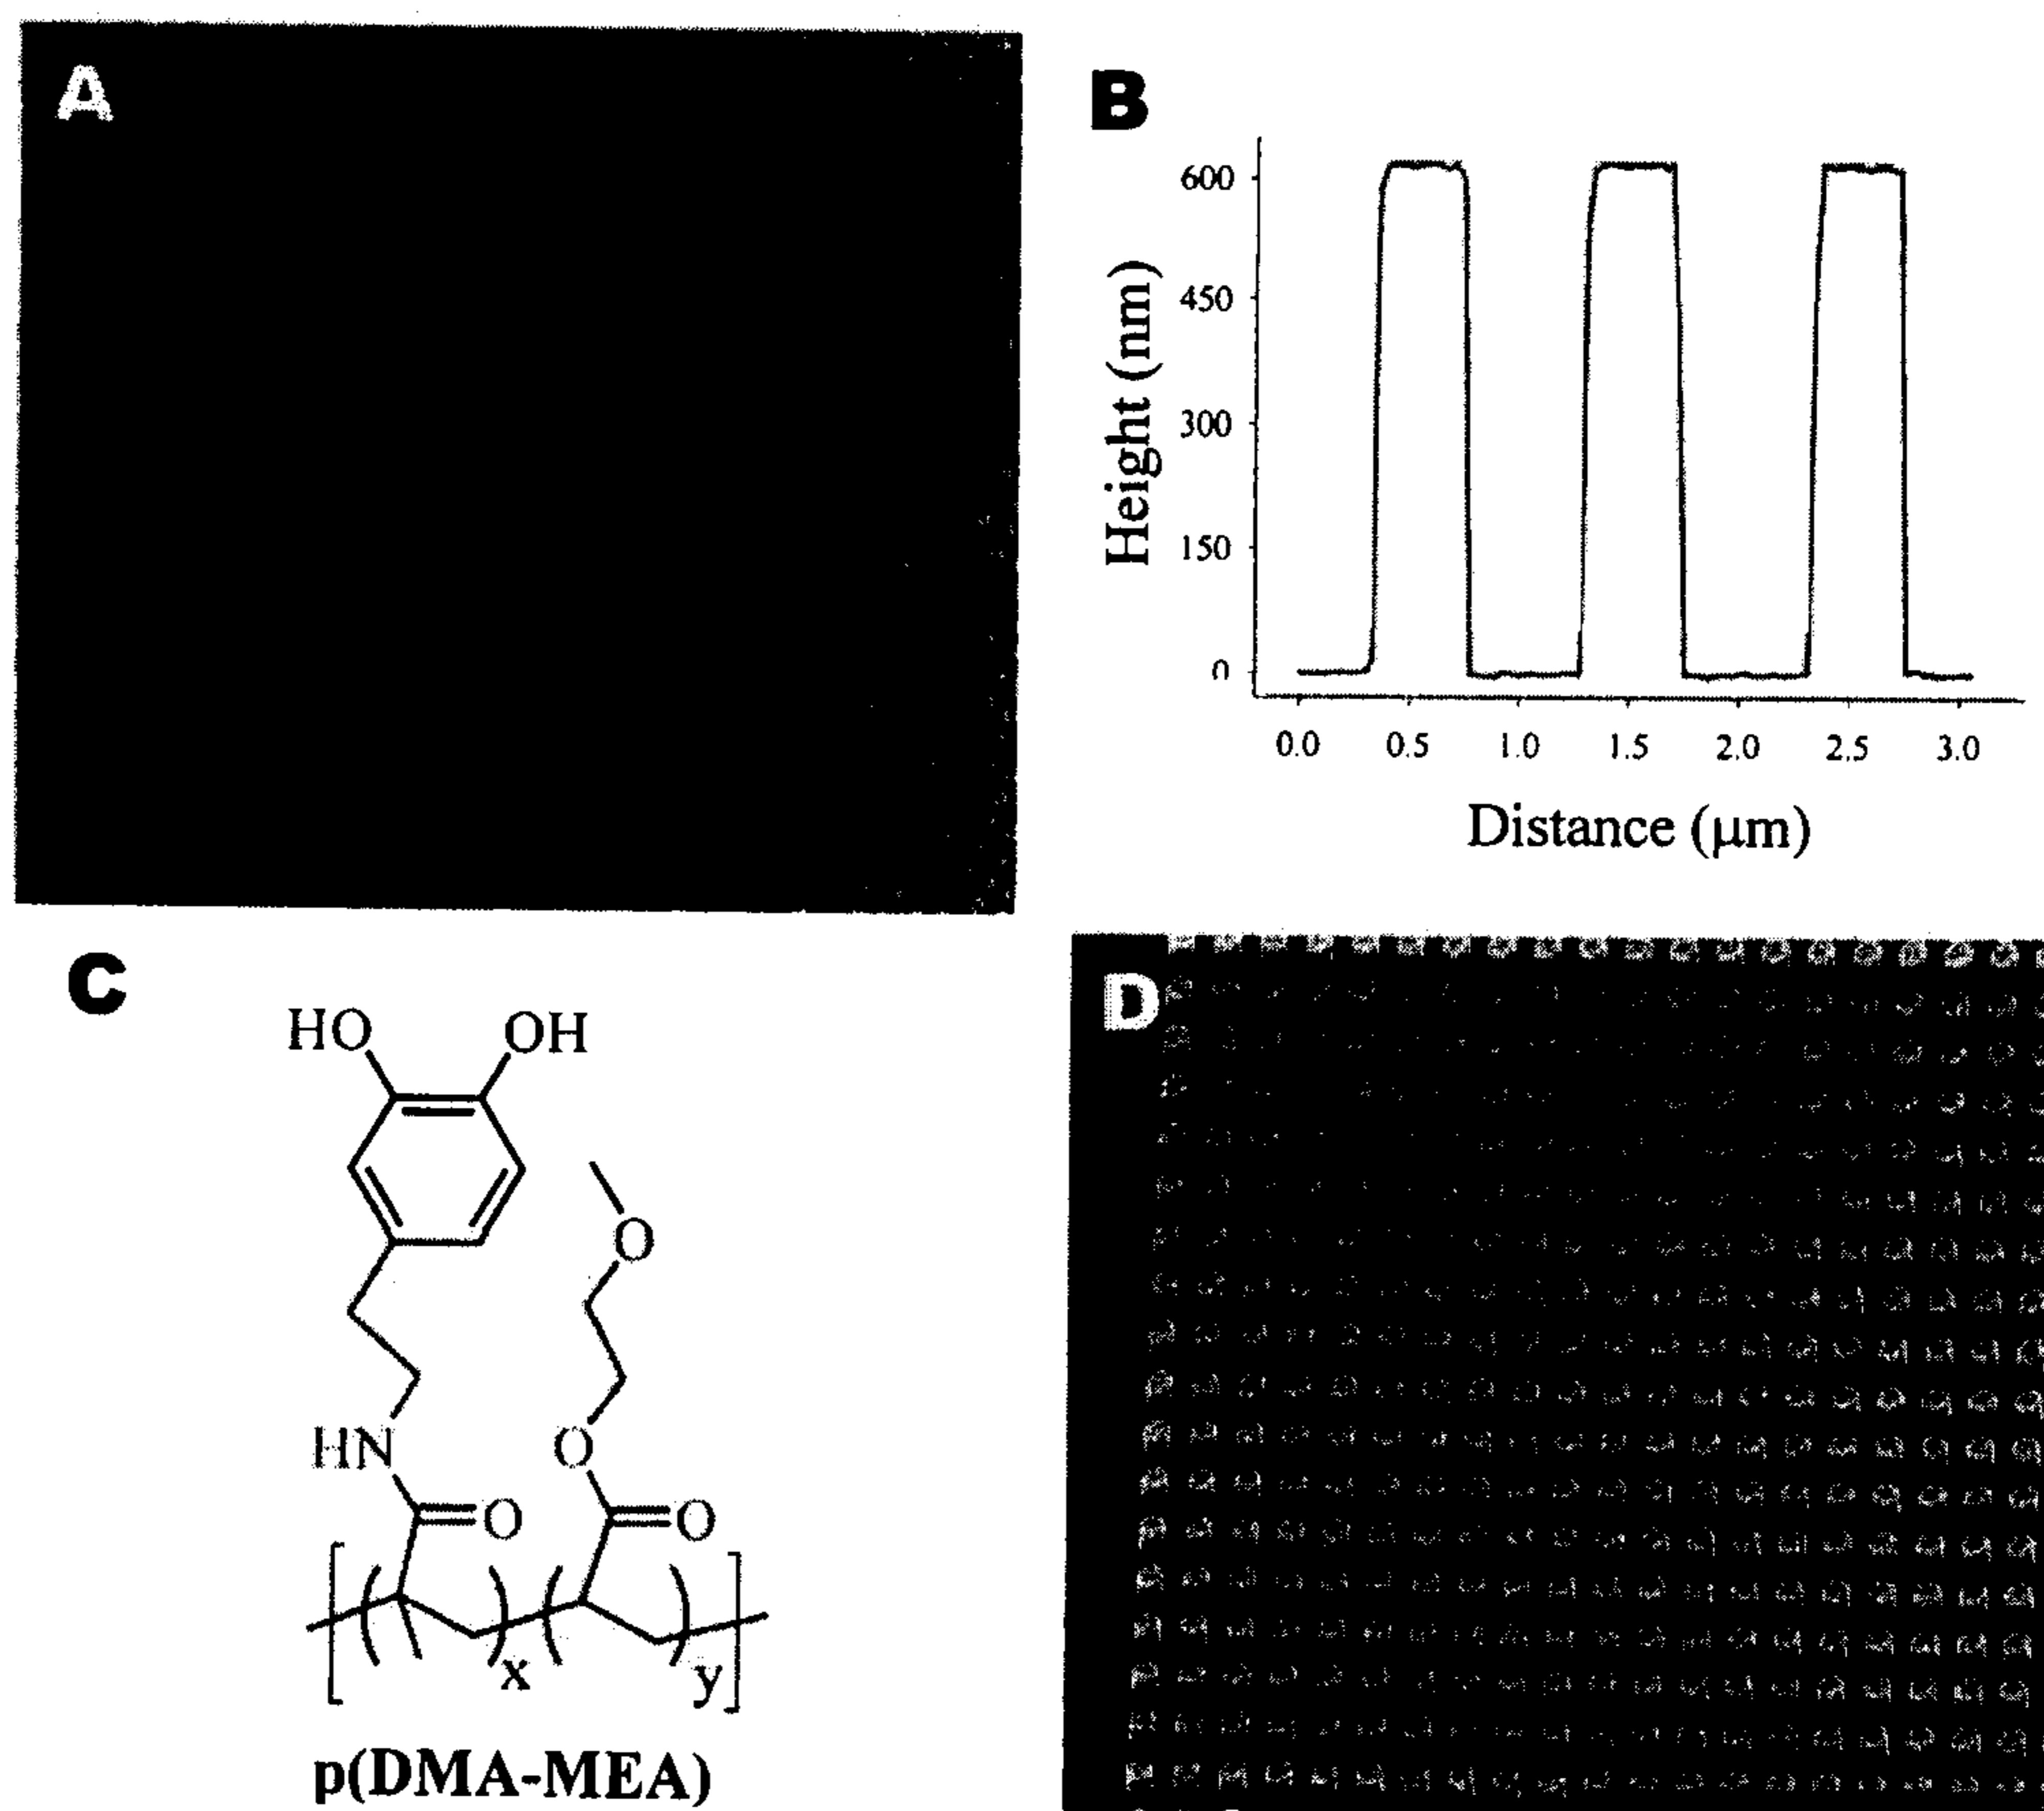 A
B
600
450
300
150
0
Height (nm)
0.0 0.5 1.0 1.5 2.0 2.5 3.0
Distance (μm)
C
HO OH
O
HN O
O O
x y
p(DMA-MEA)
D